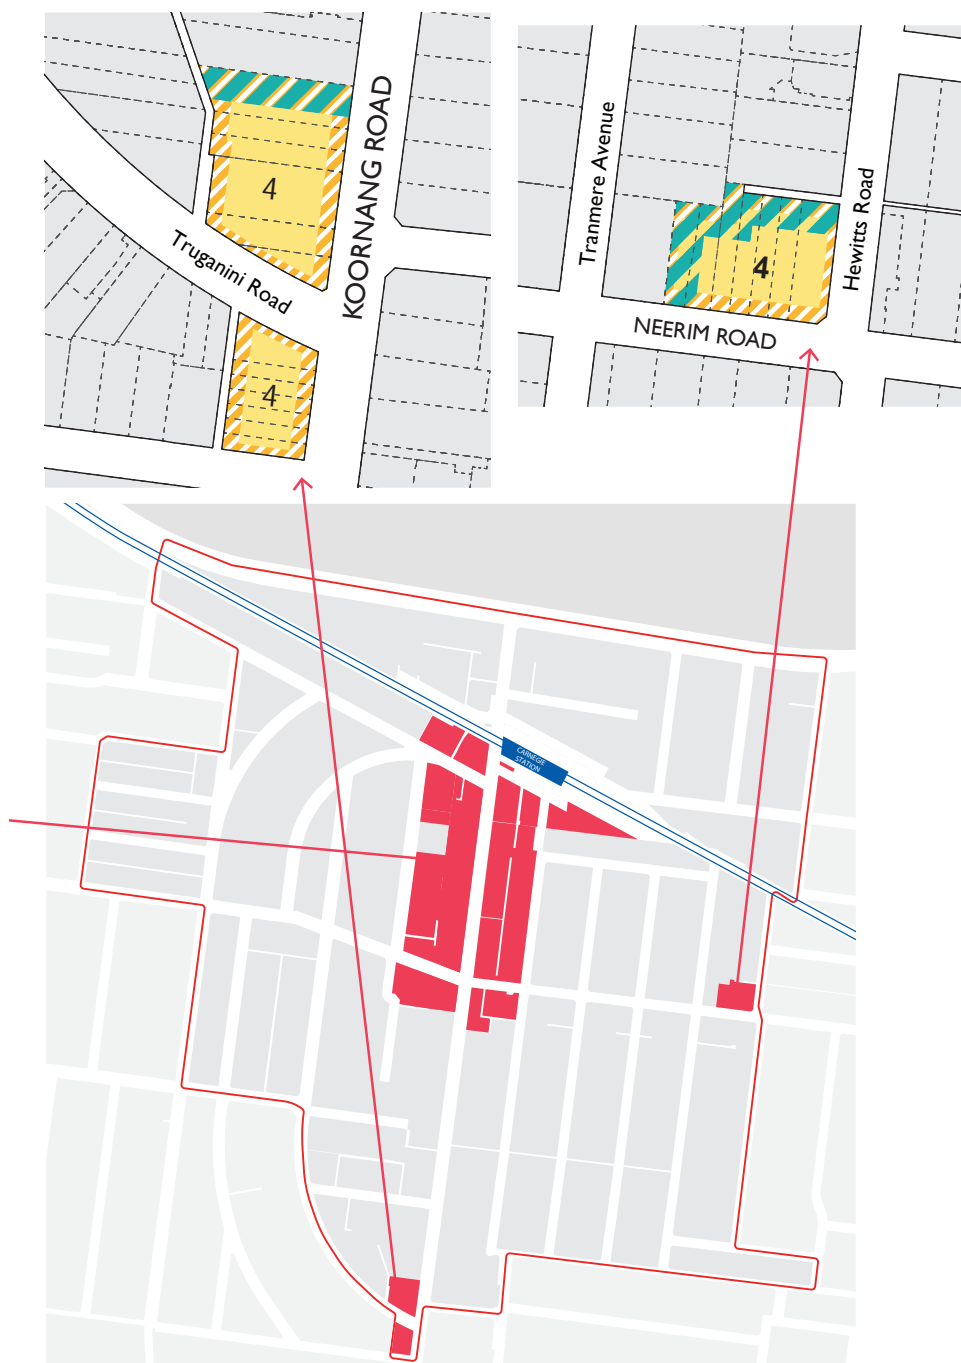 KOORNANG ROAD
4
Truganini Road
4
Tranmere Avenue
Hewitts Road
4
NEERIM ROAD
CARNEGIE
STATION